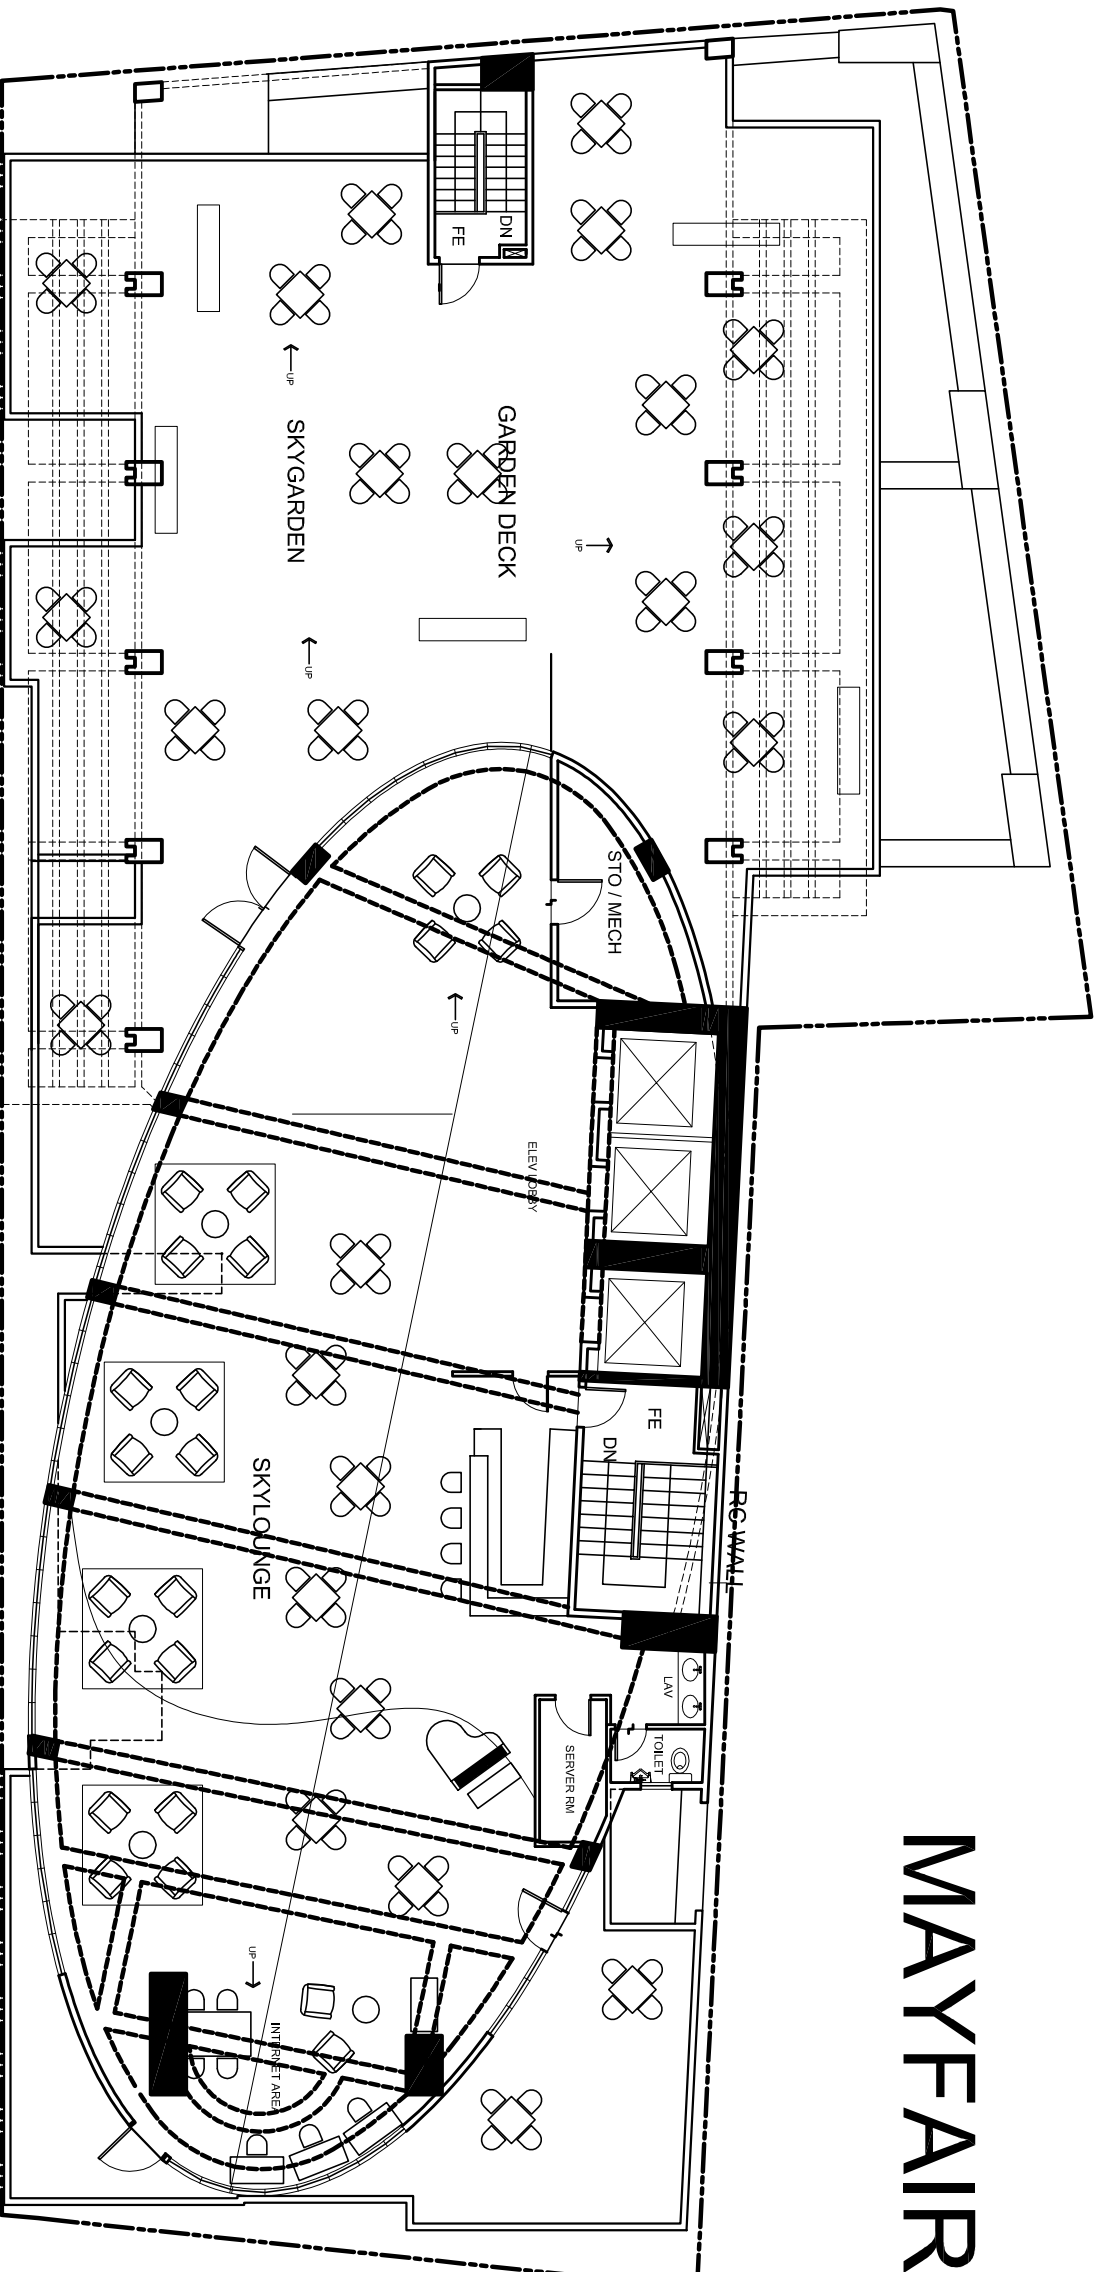 MAYFAIR
DN
FE
UP
SKYGARDEN
GARDEN DECK
UP
UP
STO / MECH
UP
ELEV LOBBY
FE
DN
RC WALL
SKYLOUNGE
LAV
TOILET
SERVER RM
UP
INTERNET AREA